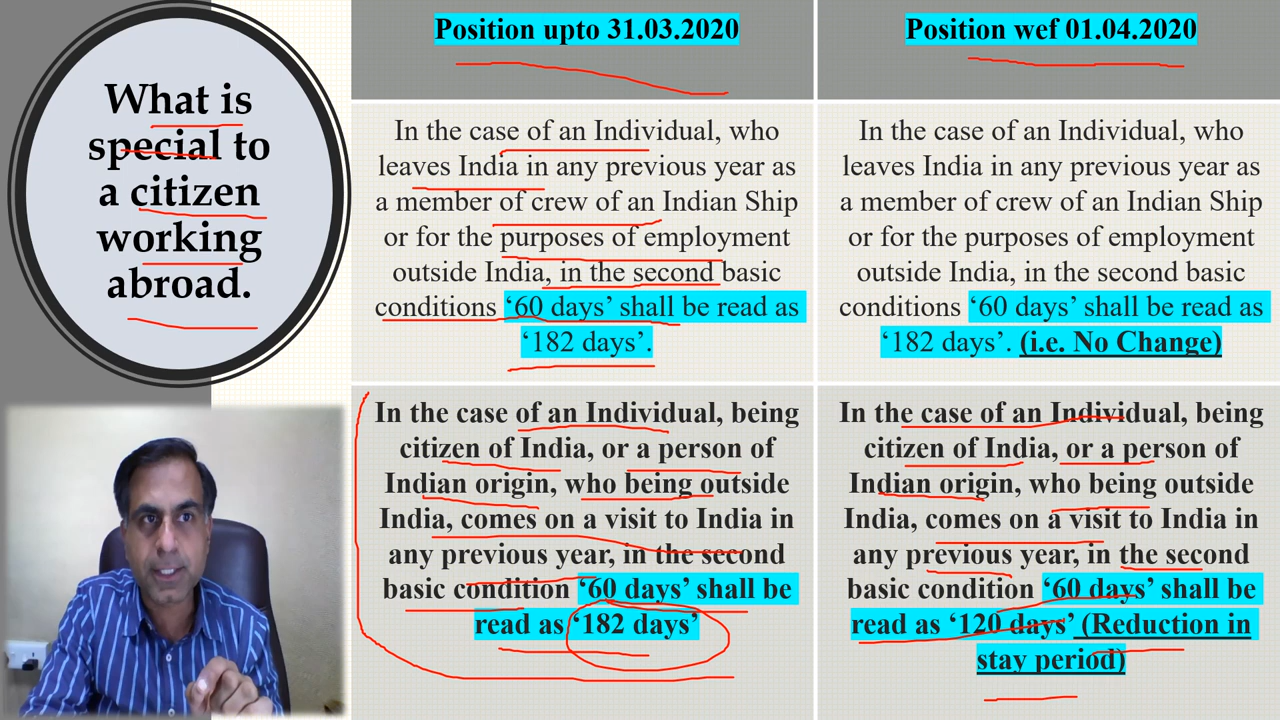 What is
special to
a citizen
working
abroad.
Position upto 31.03.2020
Position wef 01.04.2020
In the case of an Individual, who
leaves India in any previous year as
a member of crew of an Indian Ship
or for the purposes of employment
outside India, in the second basic
conditions ‘60 days’ shall be read as
‘182 days’.
In the case of an Individual, who
leaves India in any previous year as
a member of crew of an Indian Ship
or for the purposes of employment
outside India, in the second basic
conditions ‘60 days’ shall be read as
‘182 days’. (i.e. No Change)
In the case of an Individual, being
citizen of India, or a person of
Indian origin, who being outside
India, comes on a visit to India in
any previous year, in the second
basic condition ‘60 days’ shall be
read as ‘182 days’
In the case of an Individual, being
citizen of India, or a person of
Indian origin, who being outside
India, comes on a visit to India in
any previous year, in the second
basic condition ‘60 days’ shall be
read as ‘120 days’ (Reduction in
stay period)